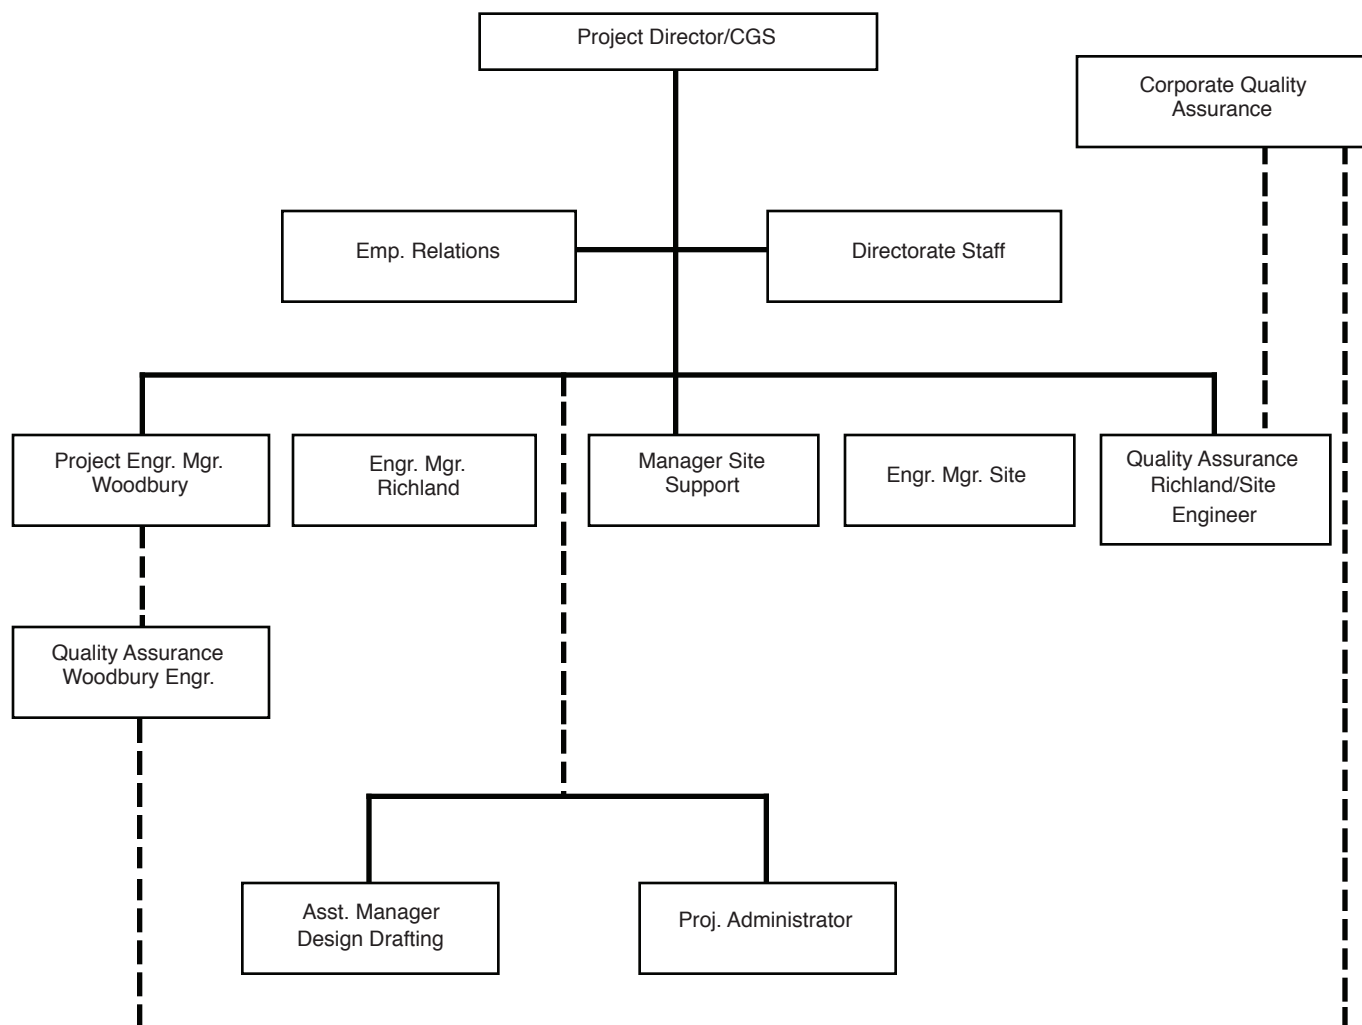 Project Director/CGS
Corporate Quality
Assurance
Emp. Relations
Directorate Staff
Project Engr. Mgr.
Woodbury
Engr. Mgr.
Richland
Manager Site
Support
Engr. Mgr. Site
Quality Assurance
Richland/Site
Engineer
Quality Assurance
Woodbury Engr.
Asst. Manager
Design Drafting
Proj. Administrator